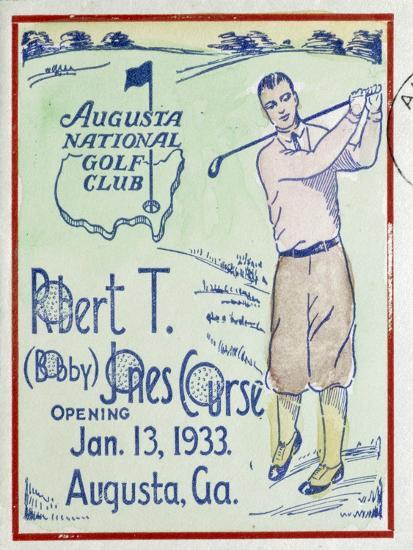 AUGUSTA
NATIONAL
GOLF
CLUB
Robert T.
(Bobby) Jones Course
OPENING
Jan. 13, 1933.
Augusta, Ga.